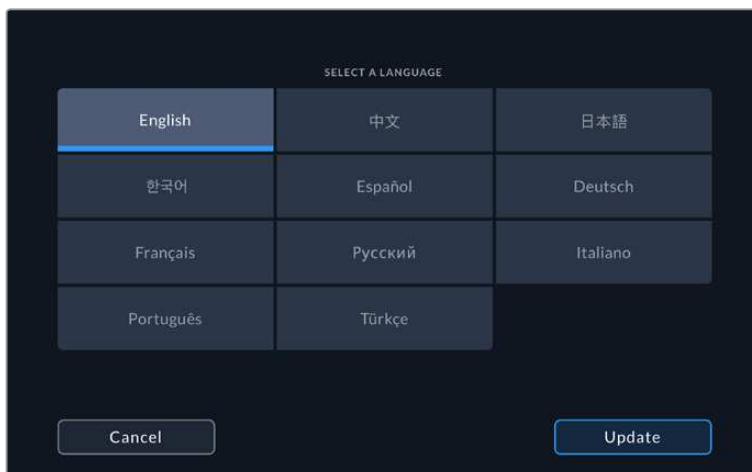 SELECT A LANGUAGE
English 中文 日本語
한국어 Español Deutsch
Français Русский Italiano
Português Türkçe
Cancel Update